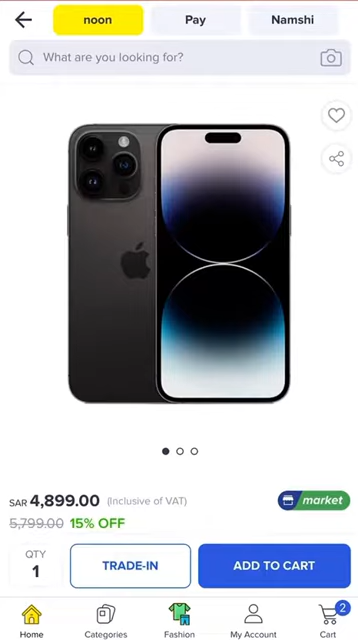 noon
Pay
Namshi
What are you looking for?
SAR 4,899.00 (Inclusive of VAT)
market
5,799.00 15% OFF
QTY
1
TRADE-IN
ADD TO CART
2
Home
Categories
Fashion
My Account
Cart